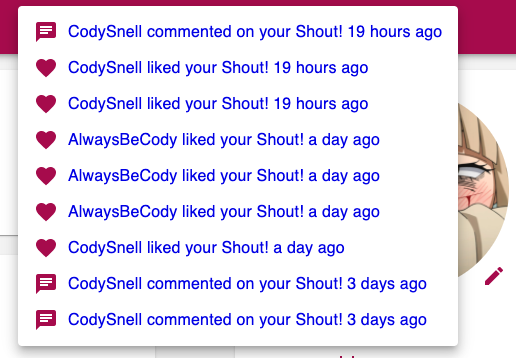 CodySnell commented on your Shout! 19 hours ago
CodySnell liked your Shout! 19 hours ago
CodySnell liked your Shout! 19 hours ago
AlwaysBeCody liked your Shout! a day ago
AlwaysBeCody liked your Shout! a day ago
AlwaysBeCody liked your Shout! a day ago
CodySnell liked your Shout! a day ago
CodySnell commented on your Shout! 3 days ago
CodySnell commented on your Shout! 3 days ago